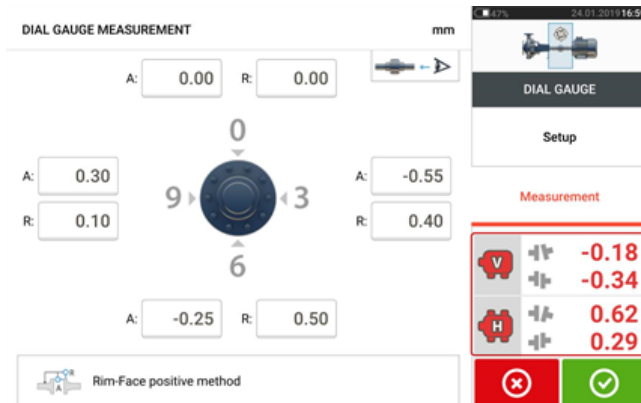 DIAL GAUGE MEASUREMENT mm
47% 24.01.2019 16:59
A: 0.00 R: 0.00
DIAL GAUGE
0
Setup
A: 0.30
A: -0.55
9 3
Measurement
R: 0.10
R: 0.40
6
V -0.18
-0.34
A: -0.25 R: 0.50
H 0.62
0.29
A R Rim-Face positive method